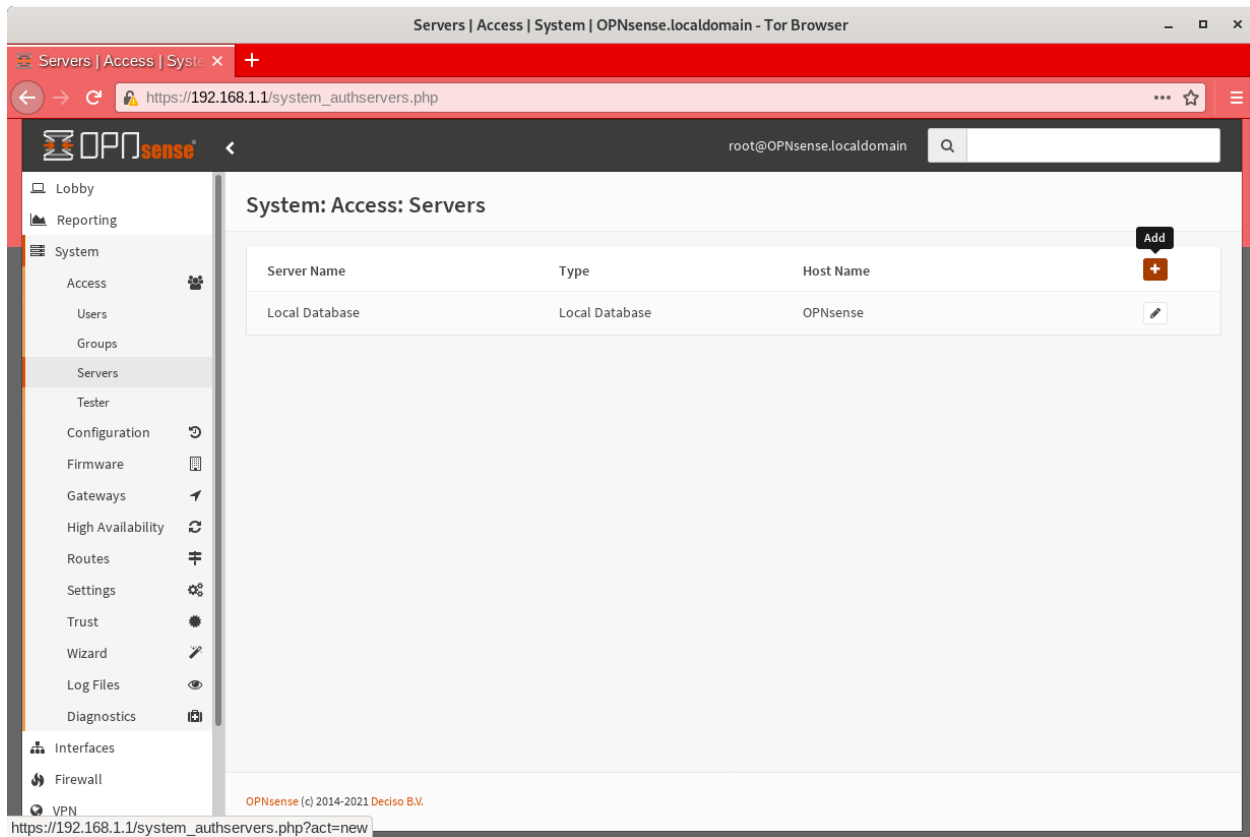 Servers | Access | System | OPNsense.localdomain - Tor Browser
Servers | Access | Syste
https://192.168.1.1/system_authservers.php
OPNsense
root@OPNsense.localdomain
Lobby
Reporting
System
Access
Users
Groups
Servers
Tester
Configuration
Firmware
Gateways
High Availability
Routes
Settings
Trust
Wizard
Log Files
Diagnostics
Interfaces
Firewall
VPN
System: Access: Servers
Add
Server Name Type Host Name
Local Database Local Database OPNsense
OPNsense (c) 2014-2021 Deciso B.V.
https://192.168.1.1/system_authservers.php?act=new